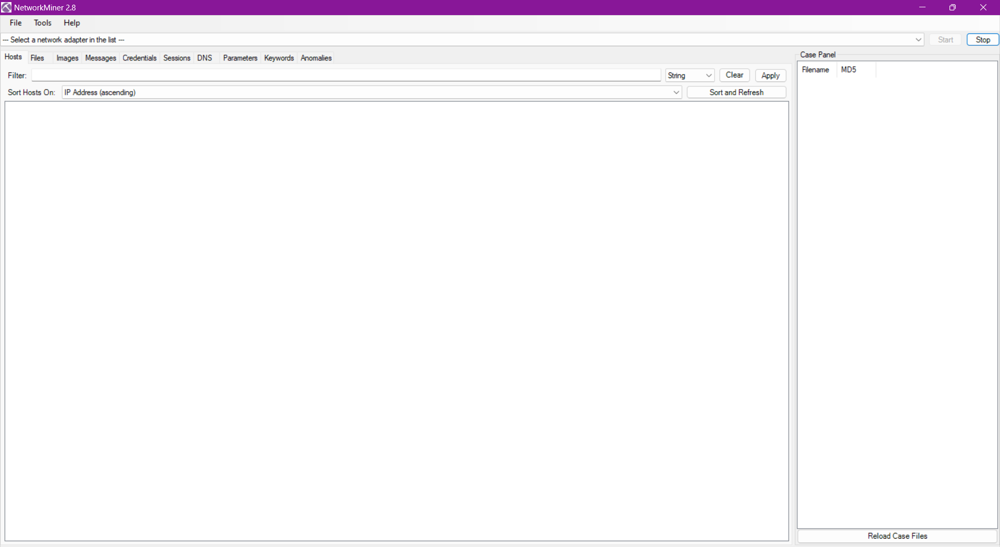 NetworkMiner 2.8
File Tools Help
--- Select a network adapter in the list --- Start Stop
Hosts Files Images Messages Credentials Sessions DNS Parameters Keywords Anomalies
Case Panel
Filter: String Clear Apply
Filename MD5
Sort Hosts On: IP Address (ascending) Sort and Refresh
Reload Case Files